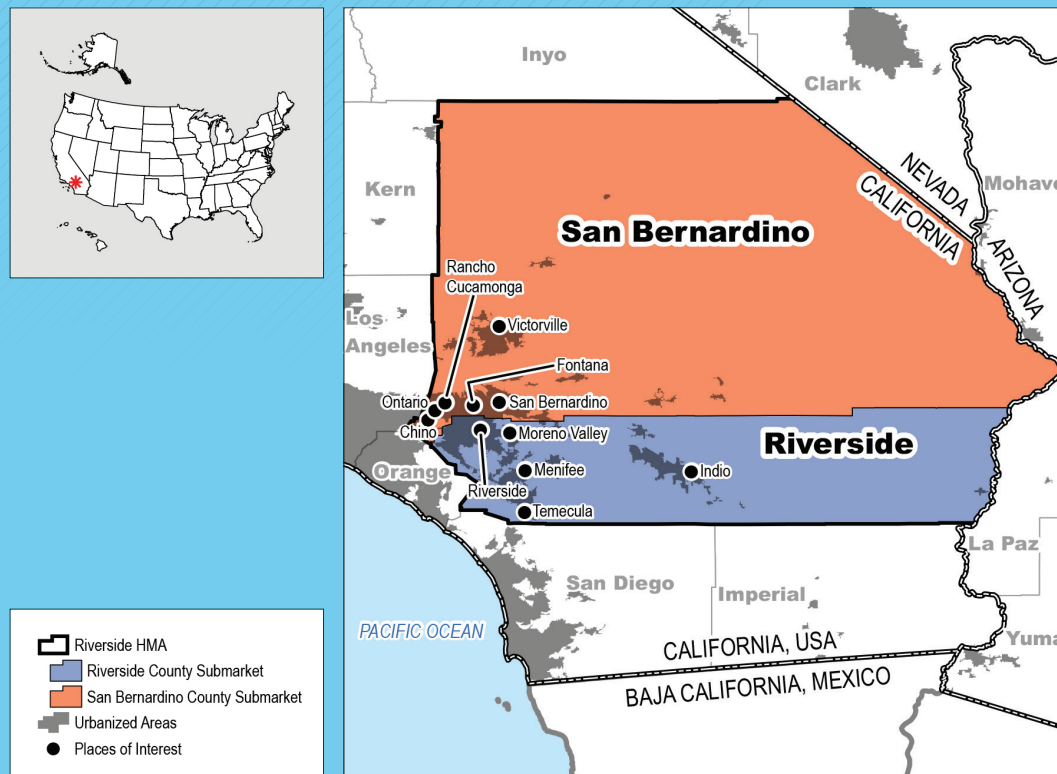 Inyo
Clark
Kern
NEVADA
CALIFORNIA
Mohave
ARIZONA
San Bernardino
Rancho
Cucamonga
Los
Angeles
Victorville
Fontana
Ontario
San Bernardino
Chino
Moreno Valley
Riverside
Orange
Menifee
Indio
Riverside
Temecula
La Paz
San Diego
Imperial
PACIFIC OCEAN
CALIFORNIA, USA
BAJA CALIFORNIA, MEXICO
Yuma
Riverside HMA
Riverside County Submarket
San Bernardino County Submarket
Urbanized Areas
Places of Interest